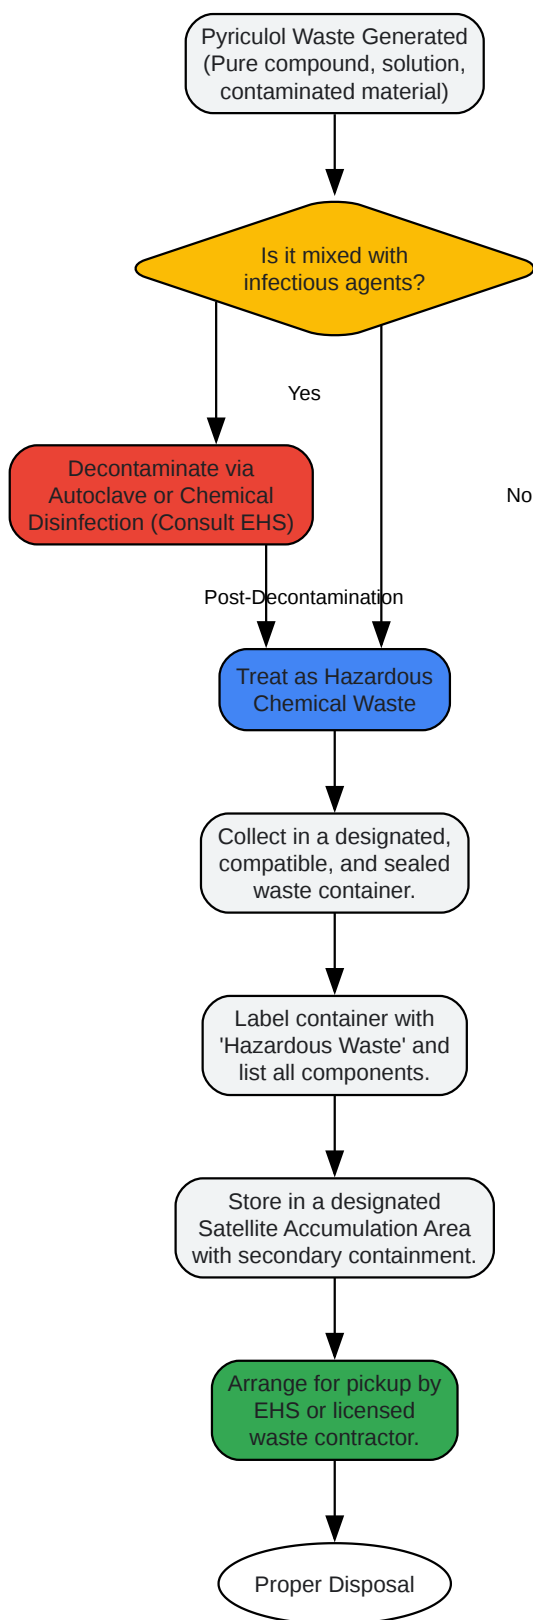 Pyriculol Waste Generated
(Pure compound, solution,
contaminated material)
Is it mixed with
infectious agents?
Yes
Decontaminate via
Autoclave or Chemical
Disinfection (Consult EHS)
No
Post-Decontamination
Treat as Hazardous
Chemical Waste
Collect in a designated,
compatible, and sealed
waste container.
Label container with
'Hazardous Waste' and
list all components.
Store in a designated
Satellite Accumulation Area
with secondary containment.
Arrange for pickup by
EHS or licensed
waste contractor.
Proper Disposal